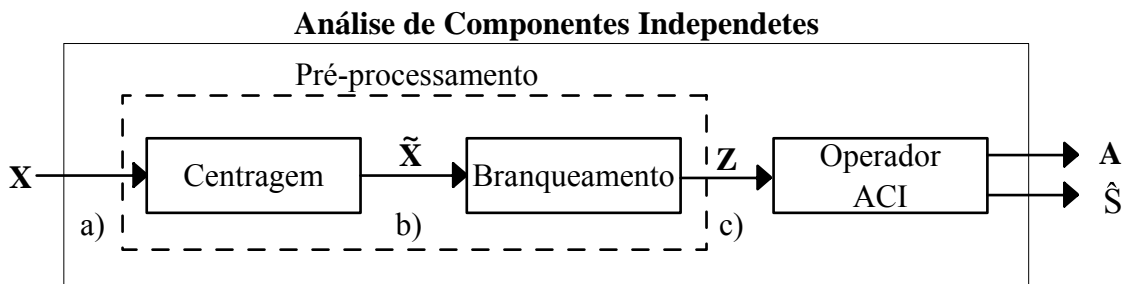 Análise de Componentes Independetes
Pré-processamento
X
Centragem
X̃
Branqueamento
Z
Operador
ACI
A
Ŝ
a)
b)
c)